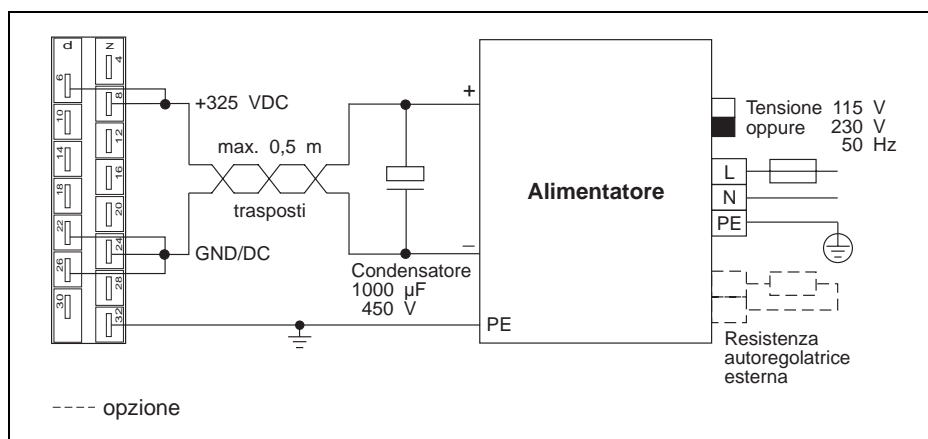 d
z
4
6
8
10
12
14
16
18
20
22
24
26
28
30
32
+325 VDC
max. 0,5 m
trasposti
GND/DC
Condensatore
1000 µF
450 V
+
–
PE
Alimentatore
Tensione 115 V
oppure 230 V
50 Hz
L
N
PE
Resistenza
autoregolatrice
esterna
---- opzione